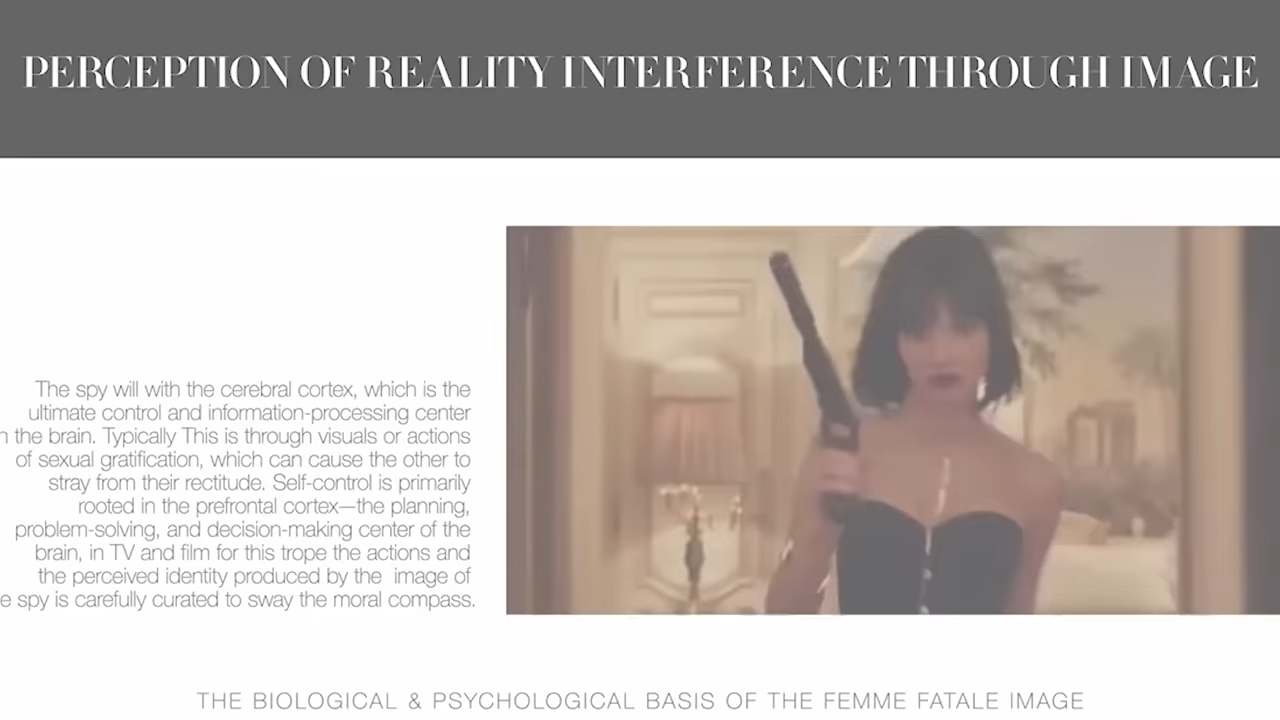 PERCEPTION OF REALITY INTERFERENCE THROUGH IMAGE
The spy will with the cerebral cortex, which is the
ultimate control and information-processing center
n the brain. Typically This is through visuals or actions
of sexual gratification, which can cause the other to
stray from their rectitude. Self-control is primarily
rooted in the prefrontal cortex—the planning,
problem-solving, and decision-making center of the
brain, in TV and film for this trope the actions and
the perceived identity produced by the image of
e spy is carefully curated to sway the moral compass.
THE BIOLOGICAL & PSYCHOLOGICAL BASIS OF THE FEMME FATALE IMAGE